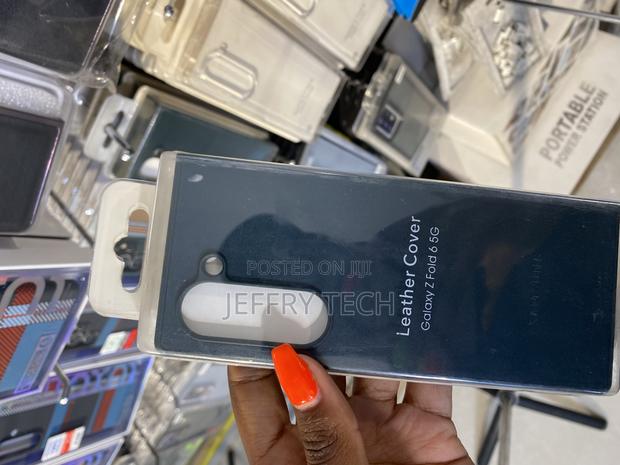 PORTABLE
POWER STATION
Leather Cover
Galaxy Z Fold 6 5G
POSTED ON JIJI
JEFFRY TECH